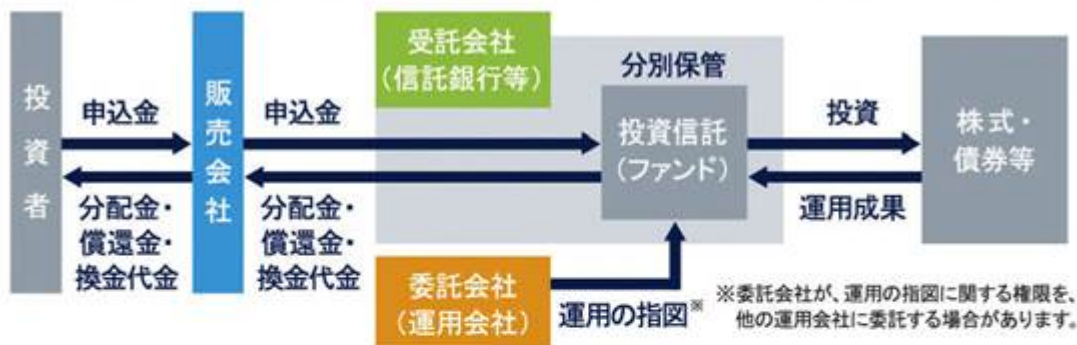 投資者
申込金
分配金・
償還金・
換金代金
販売会社
申込金
分配金・
償還金・
換金代金
受託会社
(信託銀行等)
分別保管
投資信託
(ファンド)
投資
運用成果
株式・
債券等
委託会社
(運用会社)
運用の指図※
※委託会社が、運用の指図に関する権限を、
他の運用会社に委託する場合があります。